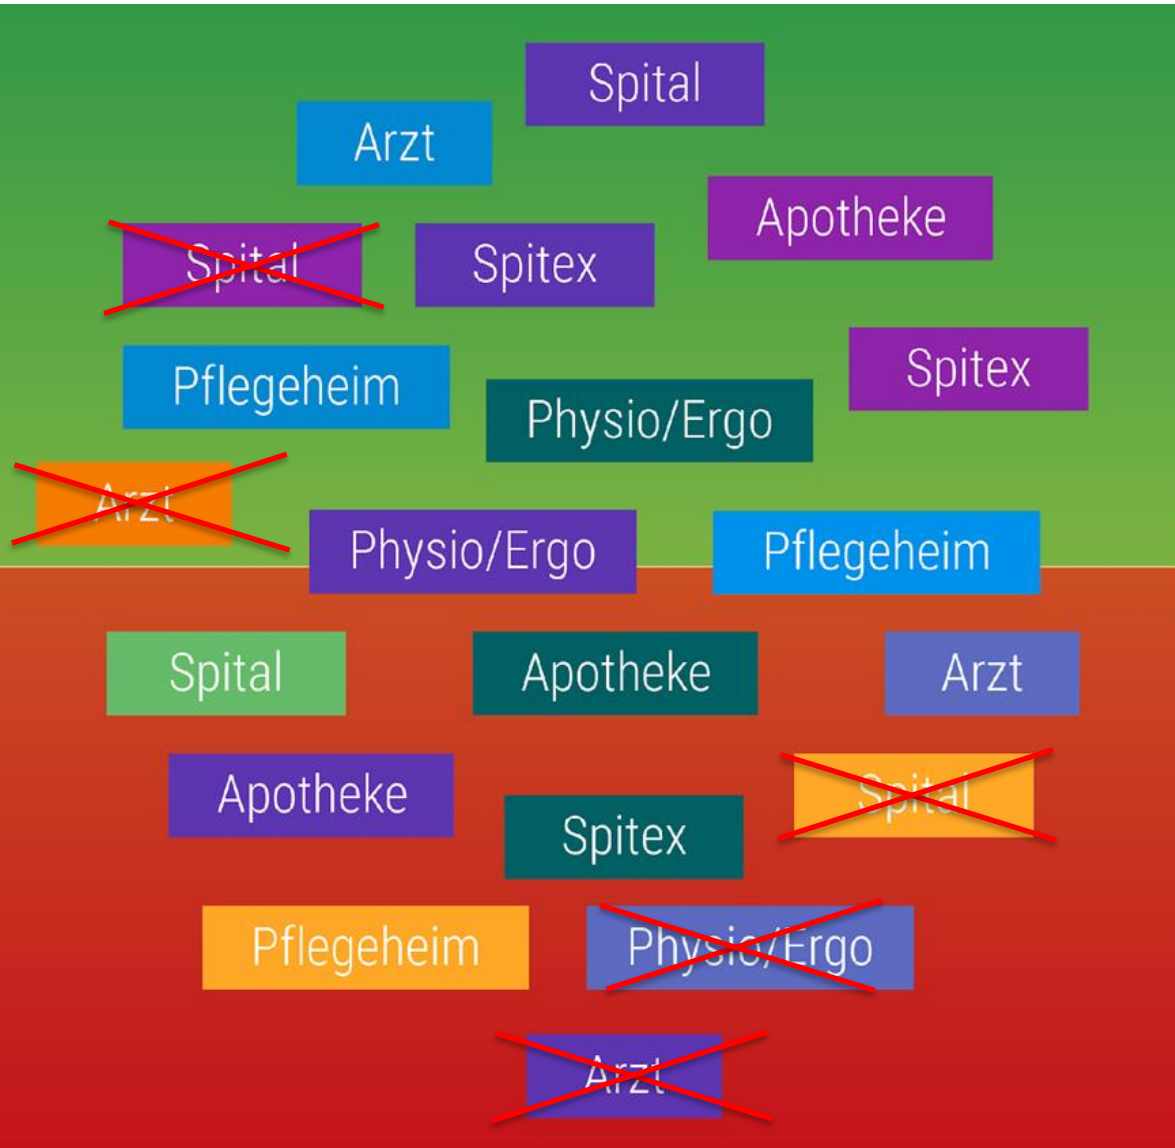 Spital
Arzt
Apotheke
Spital
Spitex
Spitex
Pflegeheim
Physio/Ergo
Arzt
Physio/Ergo
Pflegeheim
Spital
Apotheke
Arzt
Apotheke
Spital
Spitex
Pflegeheim
Physio/Ergo
Arzt